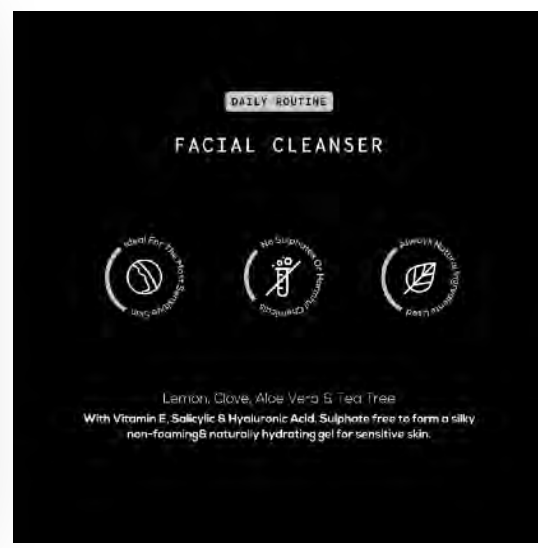 DAILY ROUTINE
FACIAL CLEANSER
Ideal For The Most Sensitive Skin
No Sulphates Or Harmful Chemicals
Always Natural Ingredients Used
Lemon, Clove, Aloe Vera & Tea Tree
With Vitamin E, Salicylic & Hyaluronic Acid, Sulphate free to form a silky
non-foaming& naturally hydrating gel for sensitive skin.